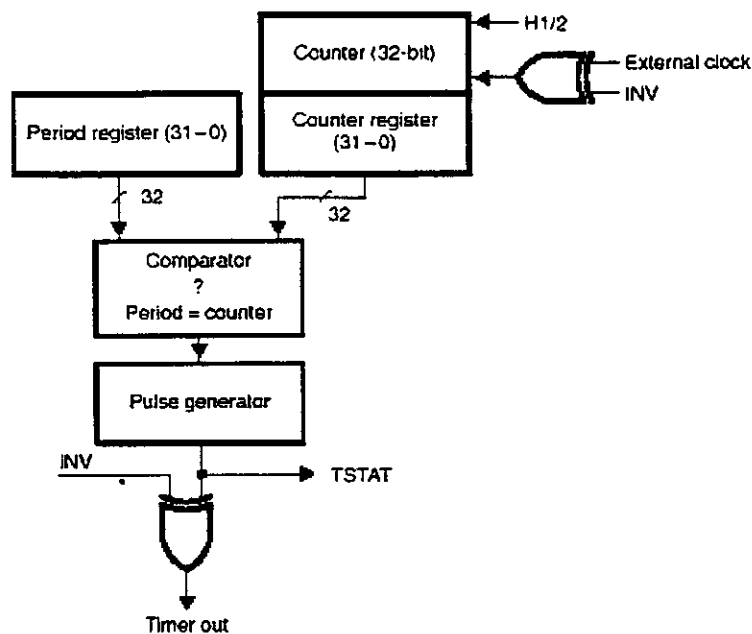 H1/2
Counter (32-bit)
External clock
INV
Period register (31–0)
Counter register
(31–0)
32
32
Comparator
?
Period = counter
Pulse generator
INV
TSTAT
Timer out